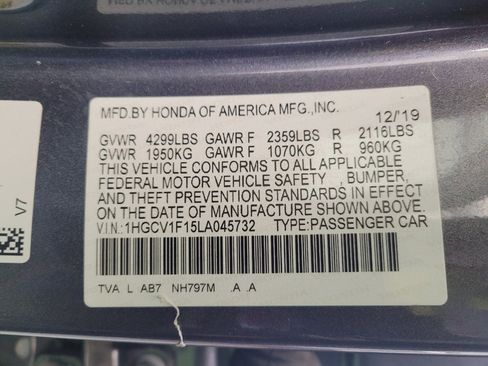 MFD.BY HONDA OF AMERICA MFG.,INC.
12/'19
GVWR 4299LBS GAWR F 2359LBS R 2116LBS
GVWR 1950KG GAWR F 1070KG R 960KG
THIS VEHICLE CONFORMS TO ALL APPLICABLE
FEDERAL MOTOR VEHICLE SAFETY , BUMPER,
AND THEFT PREVENTION STANDARDS IN EFFECT
ON THE DATE OF MANUFACTURE SHOWN ABOVE.
V.I.N.:1HGCV1F15LA045732 TYPE:PASSENGER CAR
TVA L AB7 NH797M .A .A
V7